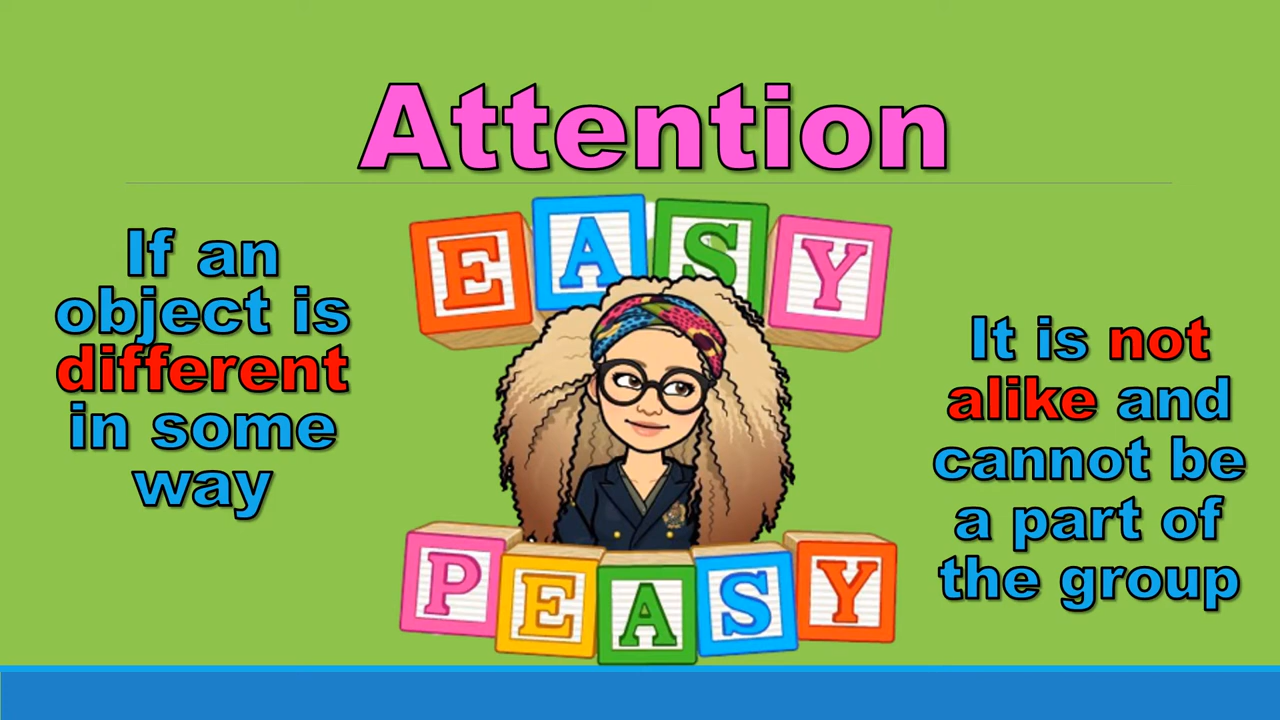 Attention
EASY
If an
object is
different
in some
way
It is not
alike and
cannot be
a part of
the group
PEASY